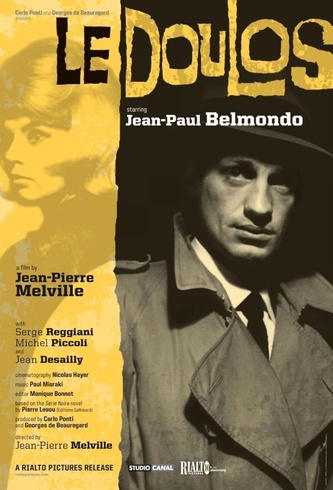 Carlo Ponti and Georges de Beauregard
present
LE DOULOS
starring
Jean-Paul Belmondo
a film by
Jean-Pierre
Melville
with
Serge Reggiani
Michel Piccoli
and
Jean Desailly
cinematography Nicolas Hayer
music Paul Misraki
editor Monique Bonnot
based on the Série Noire novel
by Pierre Lesou (Editions Gallimard)
produced by Carlo Ponti
and Georges de Beauregard
directed by
Jean-Pierre Melville
A RIALTO PICTURES RELEASE
STUDIO CANAL
RIALTO